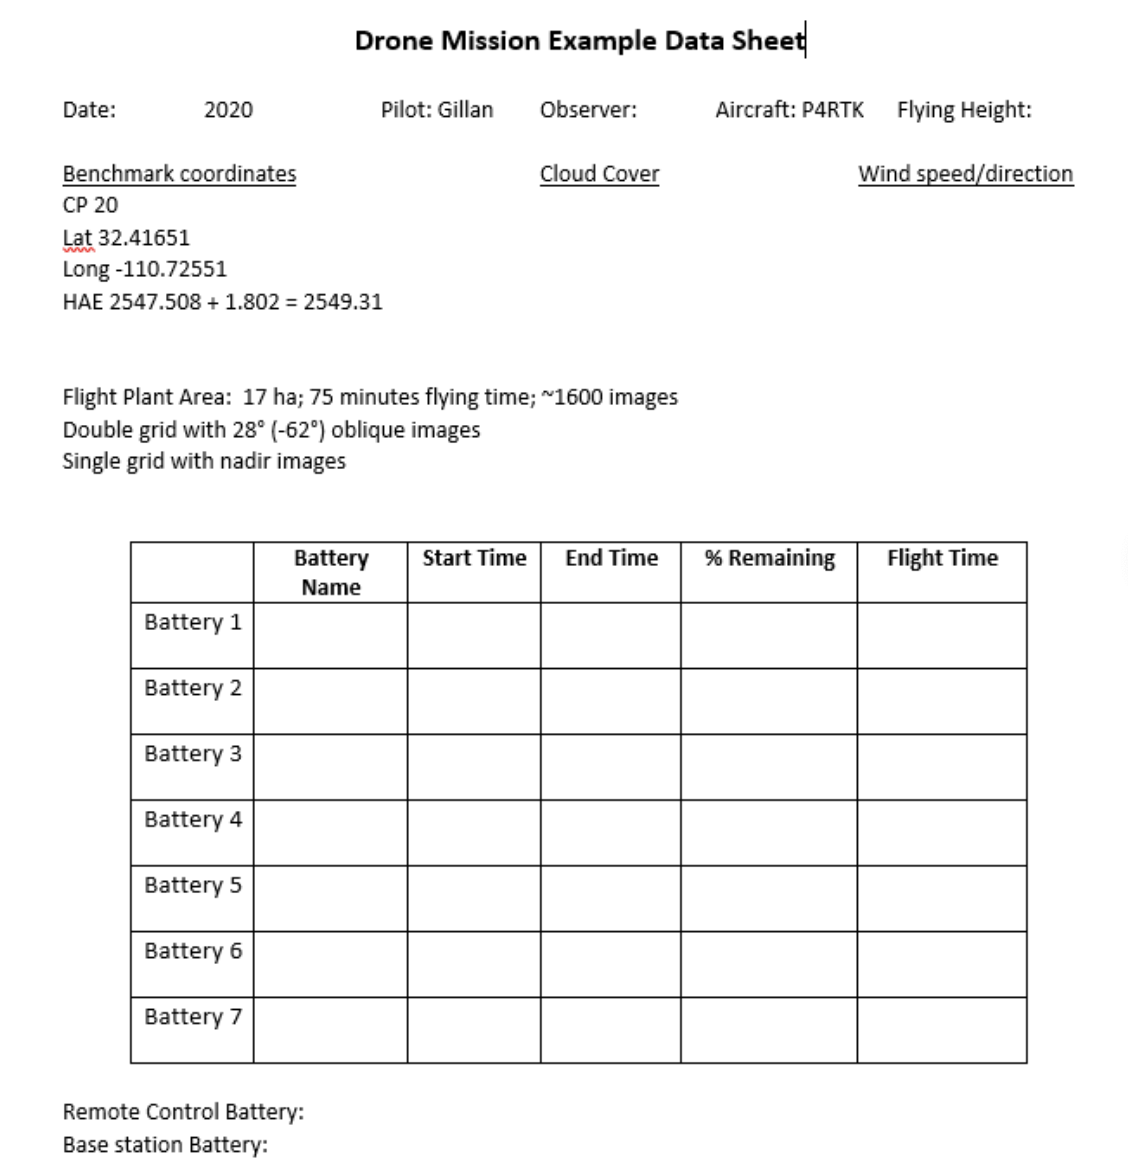 Drone Mission Example Data Sheet
Date: 2020 Pilot: Gillan Observer: Aircraft: P4RTK Flying Height:
Benchmark coordinates Cloud Cover Wind speed/direction
CP 20
Lat 32.41651
Long -110.72551
HAE 2547.508 + 1.802 = 2549.31
Flight Plant Area: 17 ha; 75 minutes flying time; ~1600 images
Double grid with 28° (-62°) oblique images
Single grid with nadir images
Battery Name Start Time End Time % Remaining Flight Time
Battery 1
Battery 2
Battery 3
Battery 4
Battery 5
Battery 6
Battery 7
Remote Control Battery:
Base station Battery: